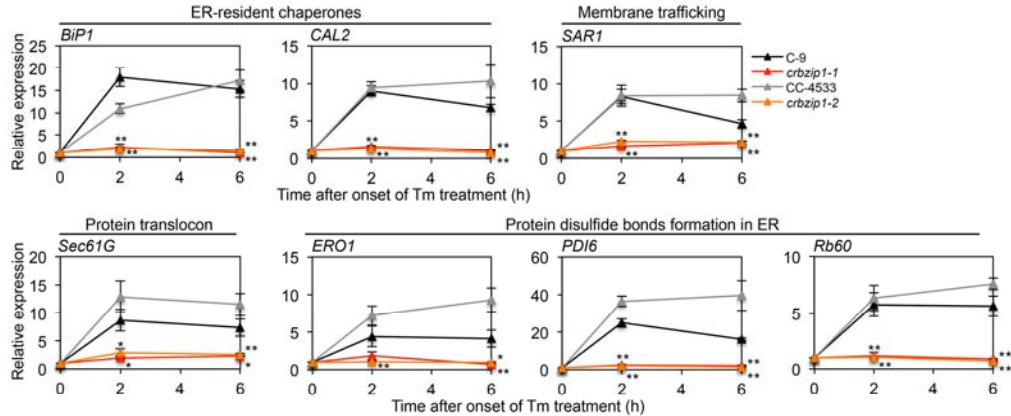 ER-resident chaperones
Membrane trafficking
BiP1
CAL2
SAR1
Relative expression
25
20
15
10
5
0
15
10
5
0
15
10
5
0
C-9
crbzip1-1
CC-4533
crbzip1-2
**
**
**
**
**
**
**
**
**
**
**
**
0 2 4 6
0 2 4 6
0 2 4 6
Time after onset of Tm treatment (h)
Protein translocon
Protein disulfide bonds formation in ER
Sec61G
ERO1
PDI6
Rb60
Relative expression
20
15
10
5
0
15
10
5
0
60
40
20
0
10
5
0
*
*
**
*
**
*
**
**
**
**
**
**
**
**
**
0 2 4 6
0 2 4 6
0 2 4 6
0 2 4 6
Time after onset of Tm treatment (h)